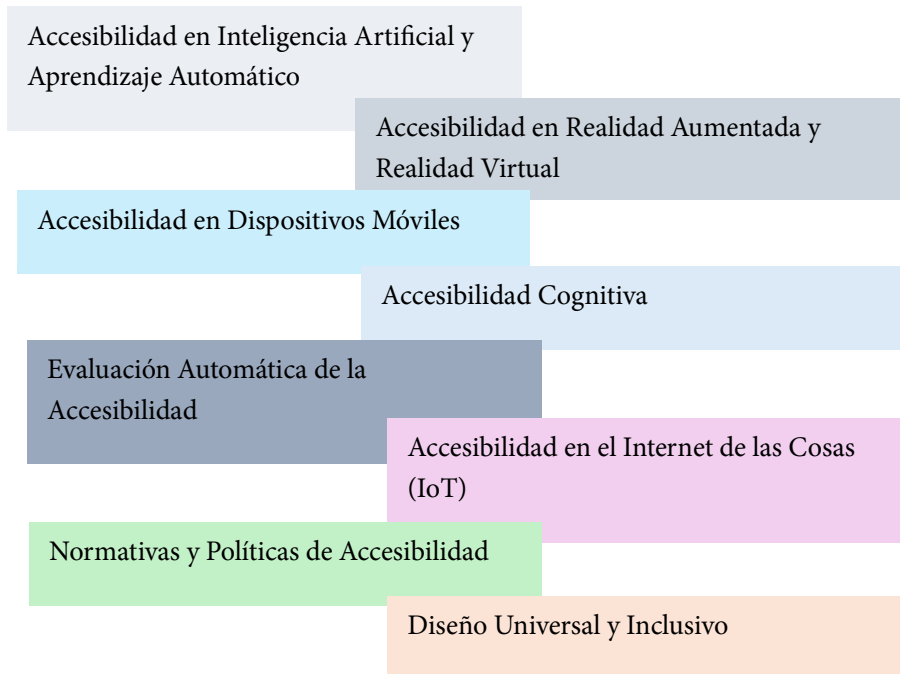 Accesibilidad en Inteligencia Artificial y
Aprendizaje Automático
Accesibilidad en Realidad Aumentada y
Realidad Virtual
Accesibilidad en Dispositivos Móviles
Accesibilidad Cognitiva
Evaluación Automática de la
Accesibilidad
Accesibilidad en el Internet de las Cosas
(IoT)
Normativas y Políticas de Accesibilidad
Diseño Universal y Inclusivo